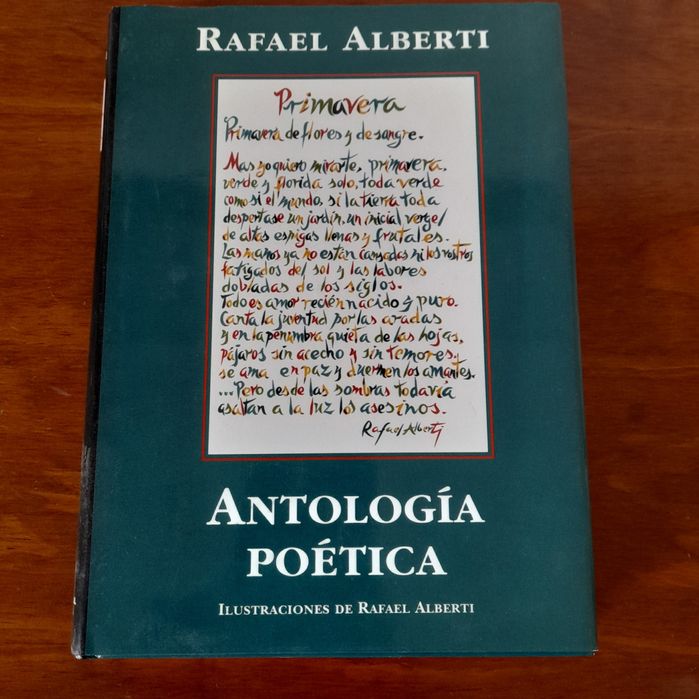 RAFAEL ALBERTI
Primavera
Primavera de flores y de sangre.
Mas yo quiero mirarte, primavera,
verde y florida solo, toda verde
como si el mundo, si la tierra toda
despertase un jardín, un inicial vergel
de altas espigas llenas y frutales.
Las manos ya no están cansadas ni los rostros
fatigados del sol y las labores
dobladas de los siglos.
Todo es amor recién nacido y puro.
Canta la juventud por las aradas
y en la penumbra quieta de las hojas,
pájaros sin acecho y sin temores,
se ama en paz y duermen los amantes.
...Pero desde las sombras todavía
asaltan a la luz los asesinos.
Rafael Alberti
ANTOLOGÍA
POÉTICA
ILUSTRACIONES DE RAFAEL ALBERTI